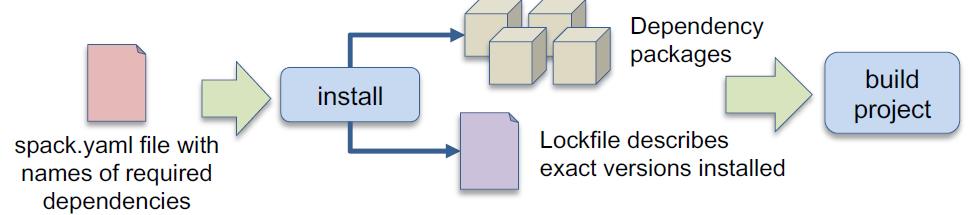 spack.yaml file with
names of required
dependencies
install
Dependency
packages
Lockfile describes
exact versions installed
build
project